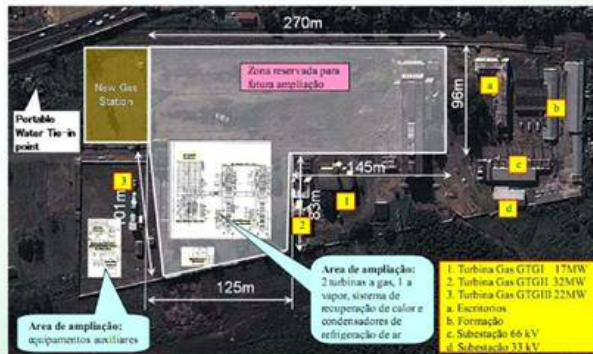 270m
New Gas
Station
Zona reservada para
futura ampliação
96m
a
b
Portable
Water Tie-in
point
145m
c
d
3
01m
83m
1
2
125m
Area de ampliação:
equipamentos auxiliares
Area de ampliação:
2 turbinas a gas, 1 a
vapor, sistema de
recuperação de calor e
condensadores de
refrigeração de ar
1. Turbina Gas GTGI 17MW
2. Turbina Gas GTGII 32MW
3. Turbina Gas GTGIII 22MW
a. Escritorios
b. Formação
c. Subestação 66 kV
d. Subestação 33 kV